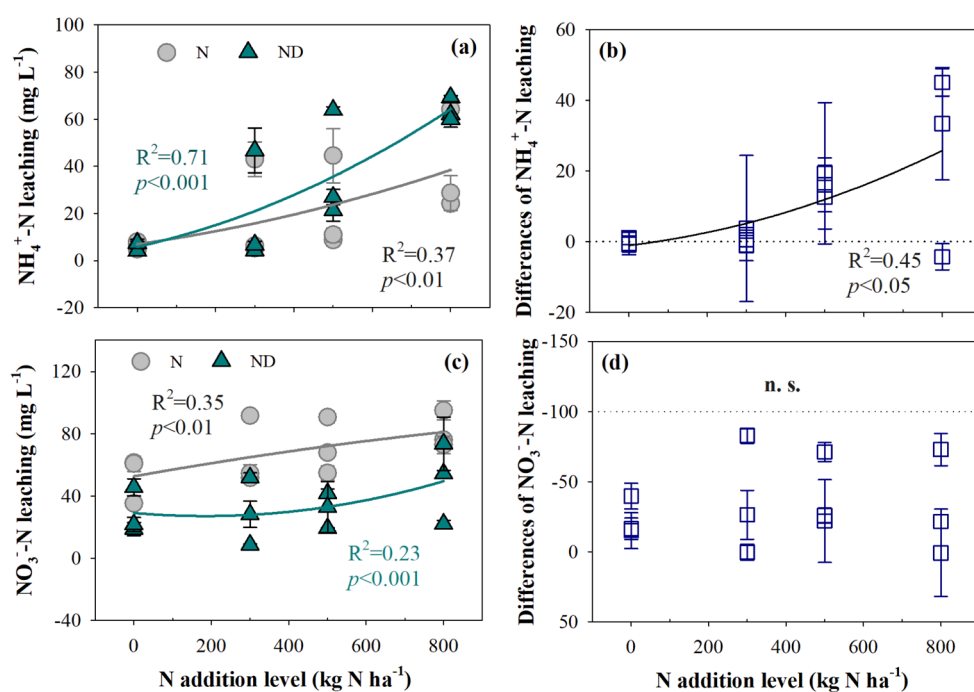 (a)
N
ND
NH₄⁺-N leaching (mg L⁻¹)
100
80
60
40
20
0
-20
R²=0.71
p<0.001
R²=0.37
p<0.01
(b)
Differences of NH₄⁺-N leaching
60
40
20
0
-20
R²=0.45
p<0.05
(c)
N
ND
NO₃⁻-N leaching (mg L⁻¹)
120
80
40
0
-40
R²=0.35
p<0.01
R²=0.23
p<0.001
0
200
400
600
800
N addition level (kg N ha⁻¹)
(d)
n. s.
Differences of NO₃⁻-N leaching
-150
-100
-50
0
50
0
200
400
600
800
N addition level (kg N ha⁻¹)